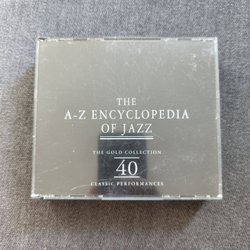 THE
A-Z ENCYCLOPEDIA
OF JAZZ
THE GOLD COLLECTION
40
CLASSIC PERFORMANCES